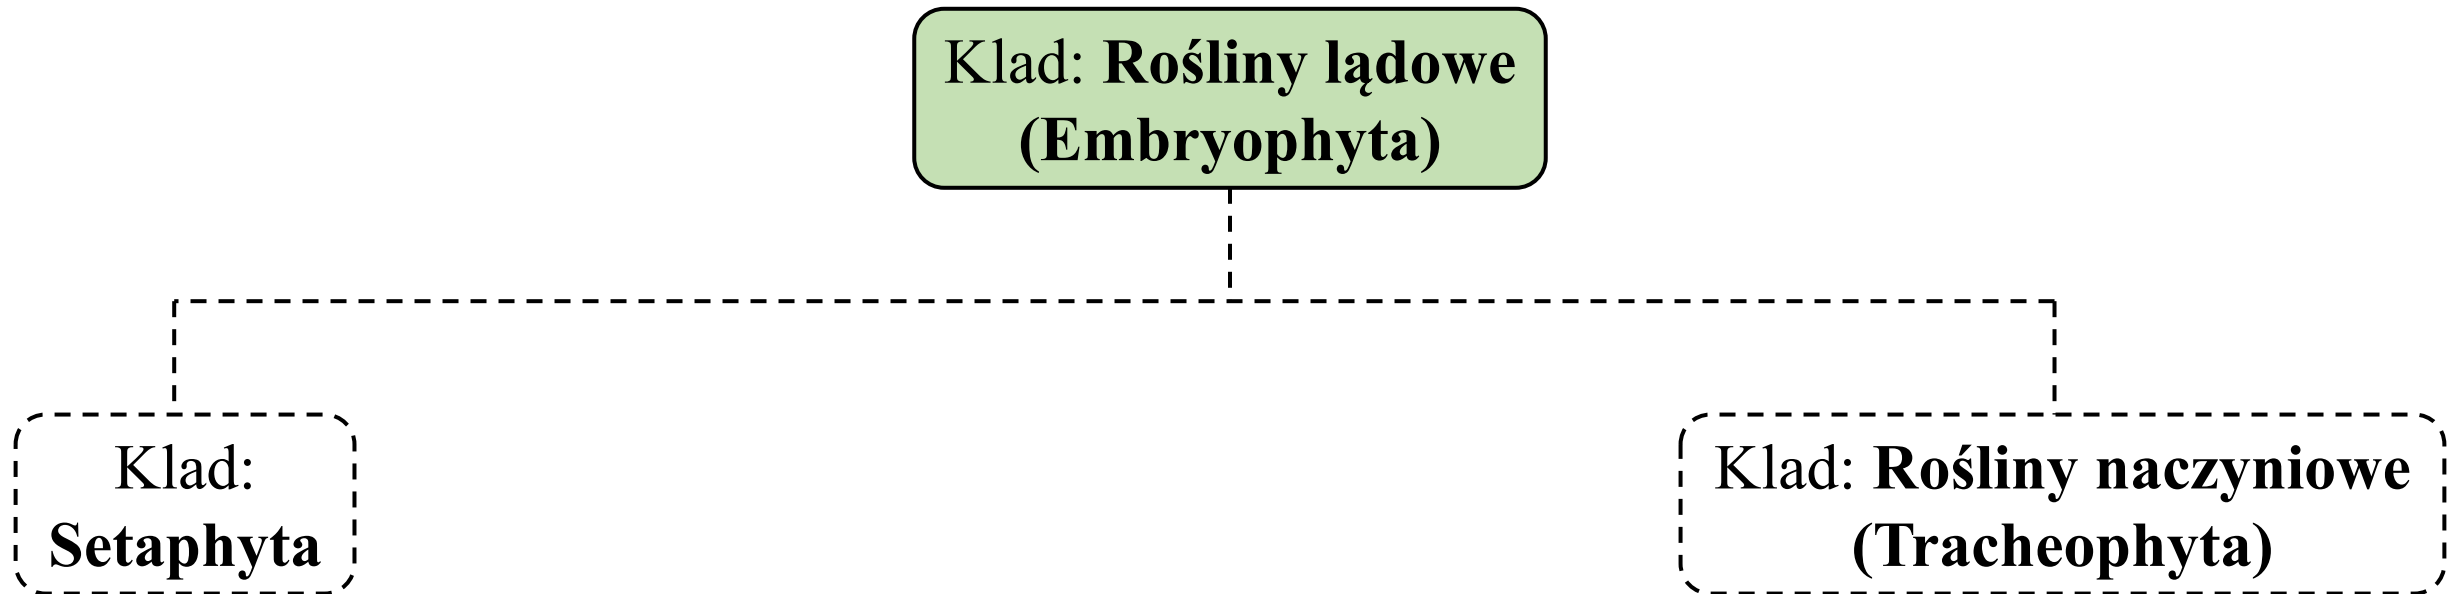 Klad: Rośliny lądowe
(Embryophyta)
Klad:
Setaphyta
Klad: Rośliny naczyniowe
(Tracheophyta)